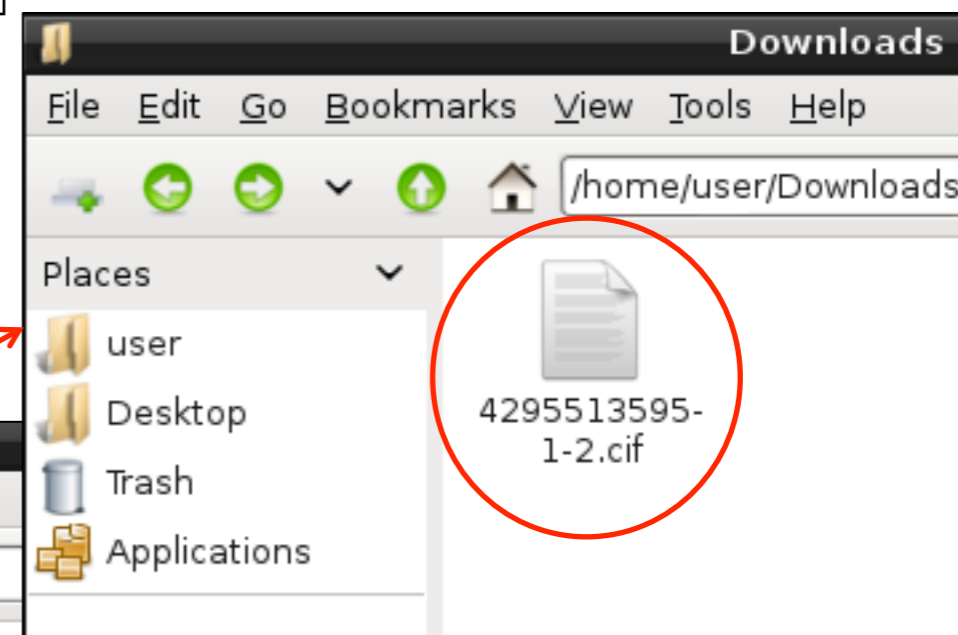 Downloads
File Edit Go Bookmarks View Tools Help
/home/user/Downloads
Places
user
Desktop
Trash
Applications
4295513595-
1-2.cif